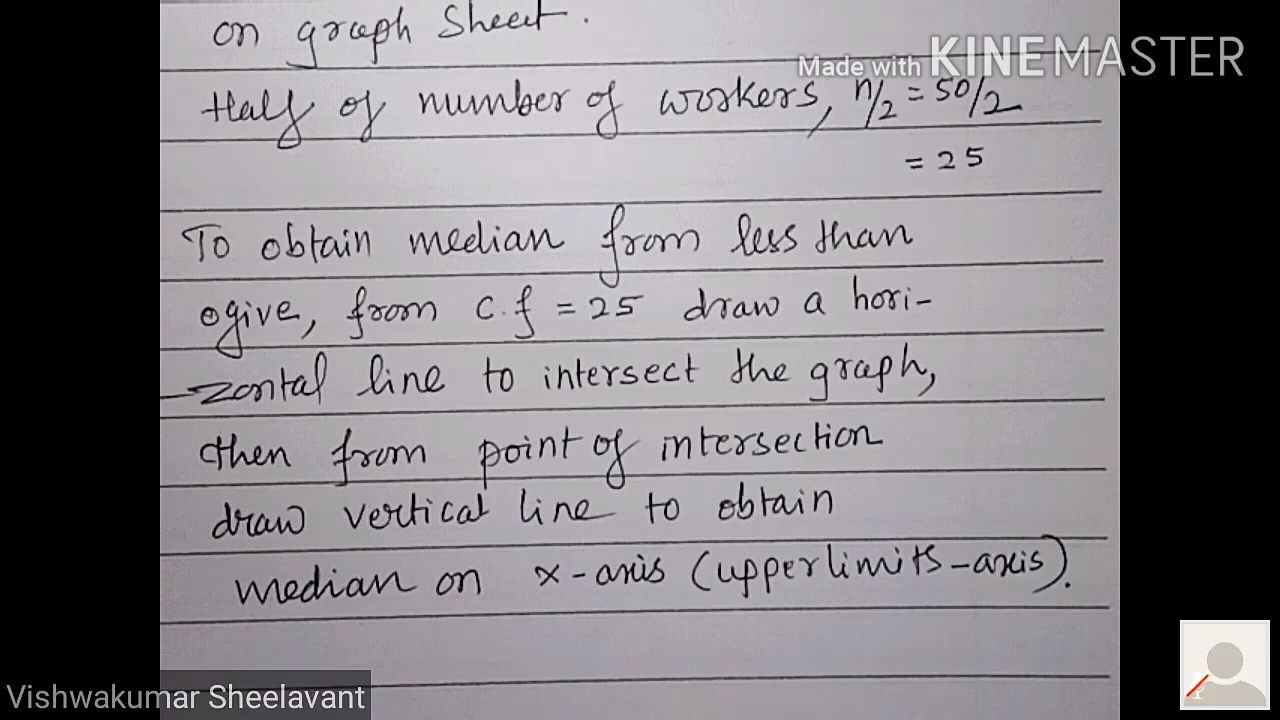 on graph Sheet.
Made with KINEMASTER
Half of number of workers, n/2 = 50/2
= 25
To obtain median from less than
ogive, from c.f = 25 draw a hori-
-zontal line to intersect the graph,
then from point of intersection
draw vertical line to obtain
median on x-axis (upperlimits-axis).
Vishwakumar Sheelavant